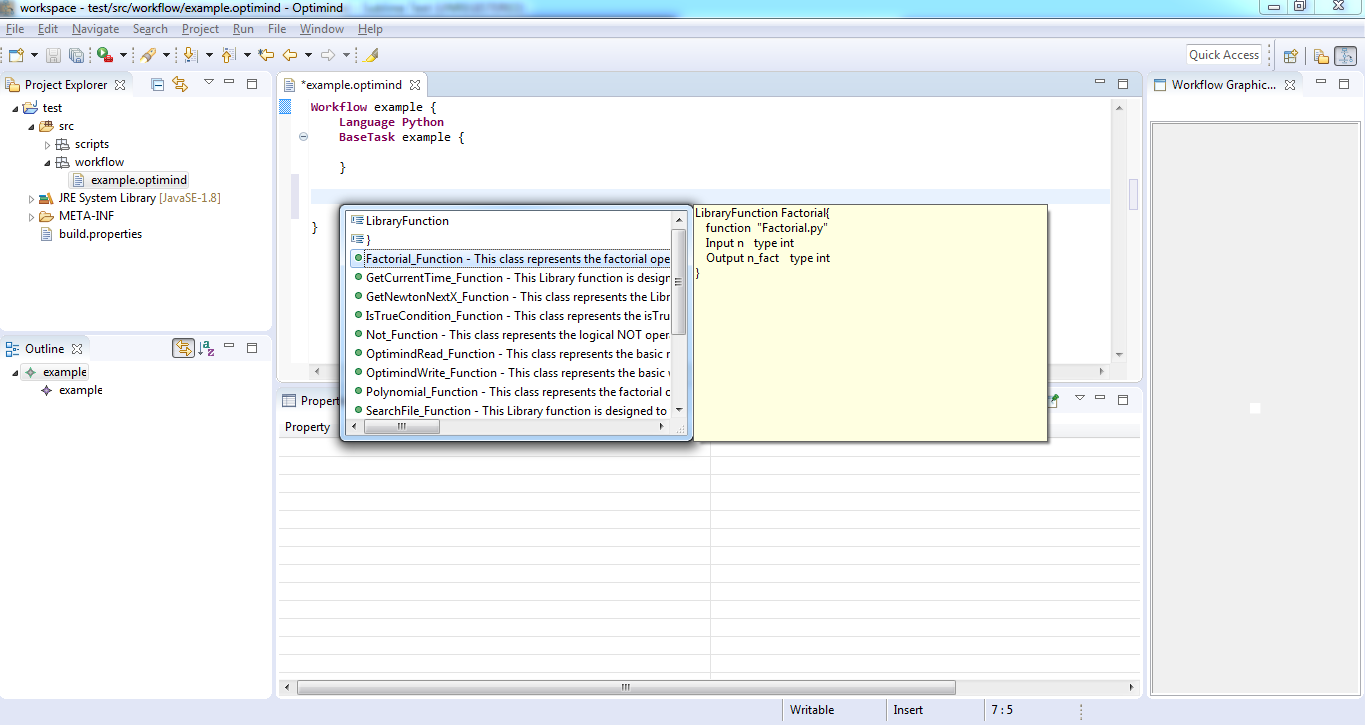 workspace - test/src/workflow/example.optimind - Optimind
File Edit Navigate Search Project Run File Window Help
Quick Access
Project Explorer
test
src
scripts
workflow
example.optimind
JRE System Library [JavaSE-1.8]
META-INF
build.properties
Outline
example
example
*example.optimind
Workflow example {
Language Python
BaseTask example {
}
}
LibraryFunction
}
Factorial_Function - This class represents the factorial ope
GetCurrentTime_Function - This Library function is design
GetNewtonNextX_Function - This class represents the Libr
IsTrueCondition_Function - This class represents the isTru
Not_Function - This class represents the logical NOT oper
OptimindRead_Function - This class represents the basic r
OptimindWrite_Function - This class represents the basic w
Polynomial_Function - This class represents the factorial c
SearchFile_Function - This Library function is designed to
LibraryFunction Factorial{
function "Factorial.py"
Input n type int
Output n_fact type int
}
Propert
Property
Workflow Graphic...
Writable
Insert
7 : 5